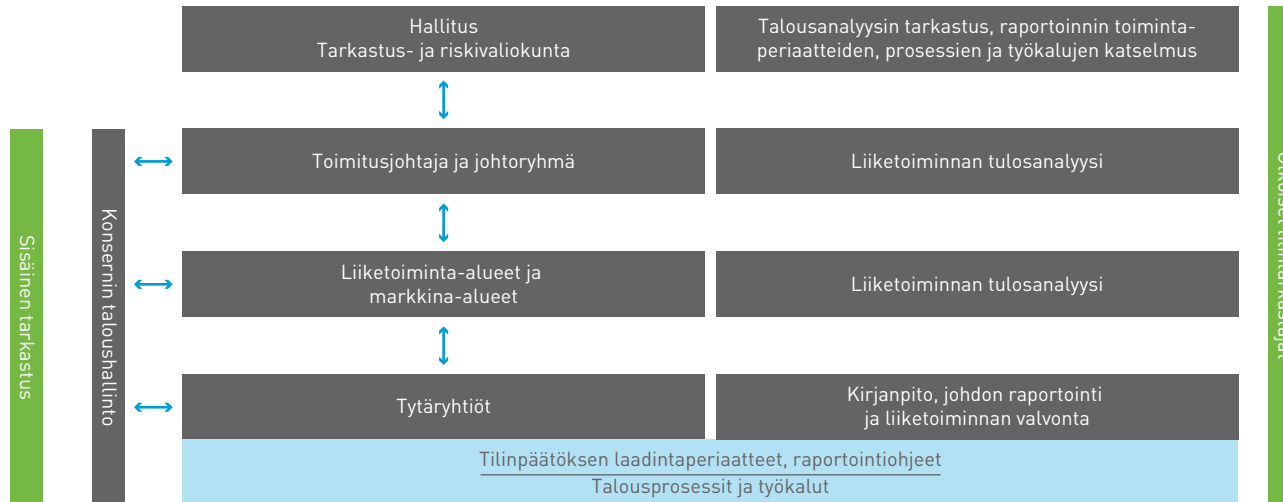 Hallitus
Tarkastus- ja riskivaliokunta
Talousanalyysin tarkastus, raportoinnin toiminta-
periaatteiden, prosessien ja työkalujen katselmus
Sisäinen tarkastus
Konsernin taloushallinto
Toimitusjohtaja ja johtoryhmä
Liiketoiminnan tulosanalyysi
Liiketoiminta-alueet ja
markkina-alueet
Liiketoiminnan tulosanalyysi
Tytäryhtiöt
Kirjanpito, johdon raportointi
ja liiketoiminnan valvonta
Tilinpäätöksen laadintaperiaatteet, raportointiohjeet
Talousprosessit ja työkalut